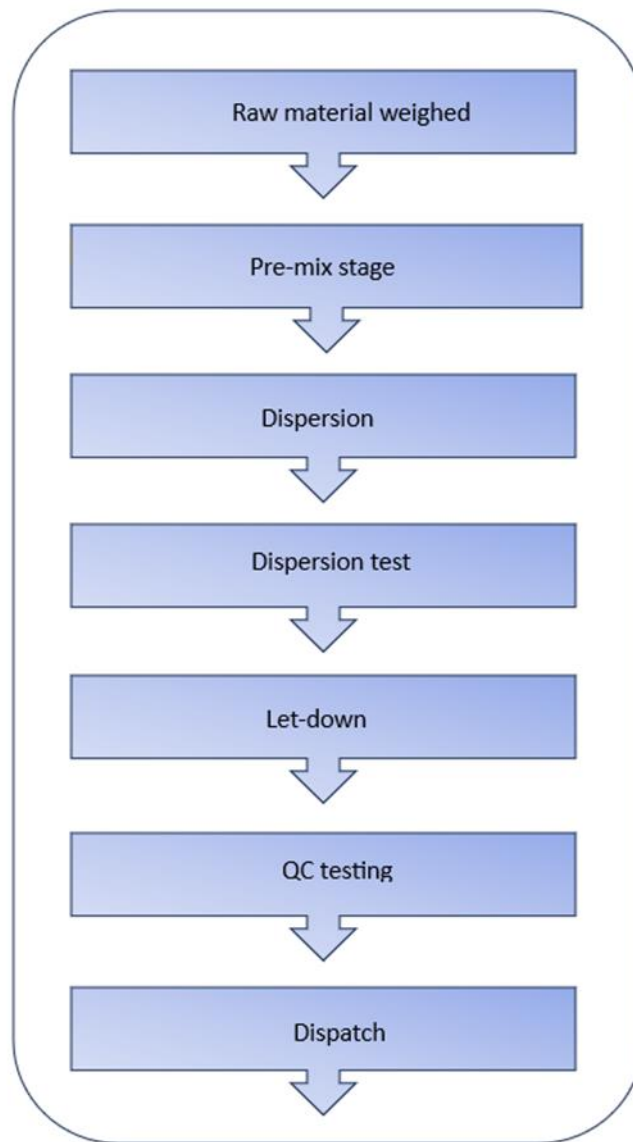 Raw material weighed
Pre-mix stage
Dispersion
Dispersion test
Let-down
QC testing
Dispatch